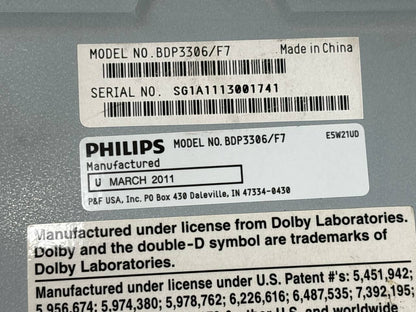 MODEL NO. BDP3306/F7 Made in China
SERIAL NO. SG1A1113001741
PHILIPS MODEL NO. BDP3306/F7 E5W21UD
Manufactured
U MARCH 2011
P&F USA, Inc. PO Box 430 Daleville, IN 47334-0430
Manufactured under license from Dolby Laboratories.
Dolby and the double-D symbol are trademarks of
Dolby Laboratories.
Manufactured under license under U.S. Patent #'s: 5,451,942;
5,956,674; 5,974,380; 5,978,762; 6,226,616; 6,487,535; 7,392,195;
other U.S. and worldwide